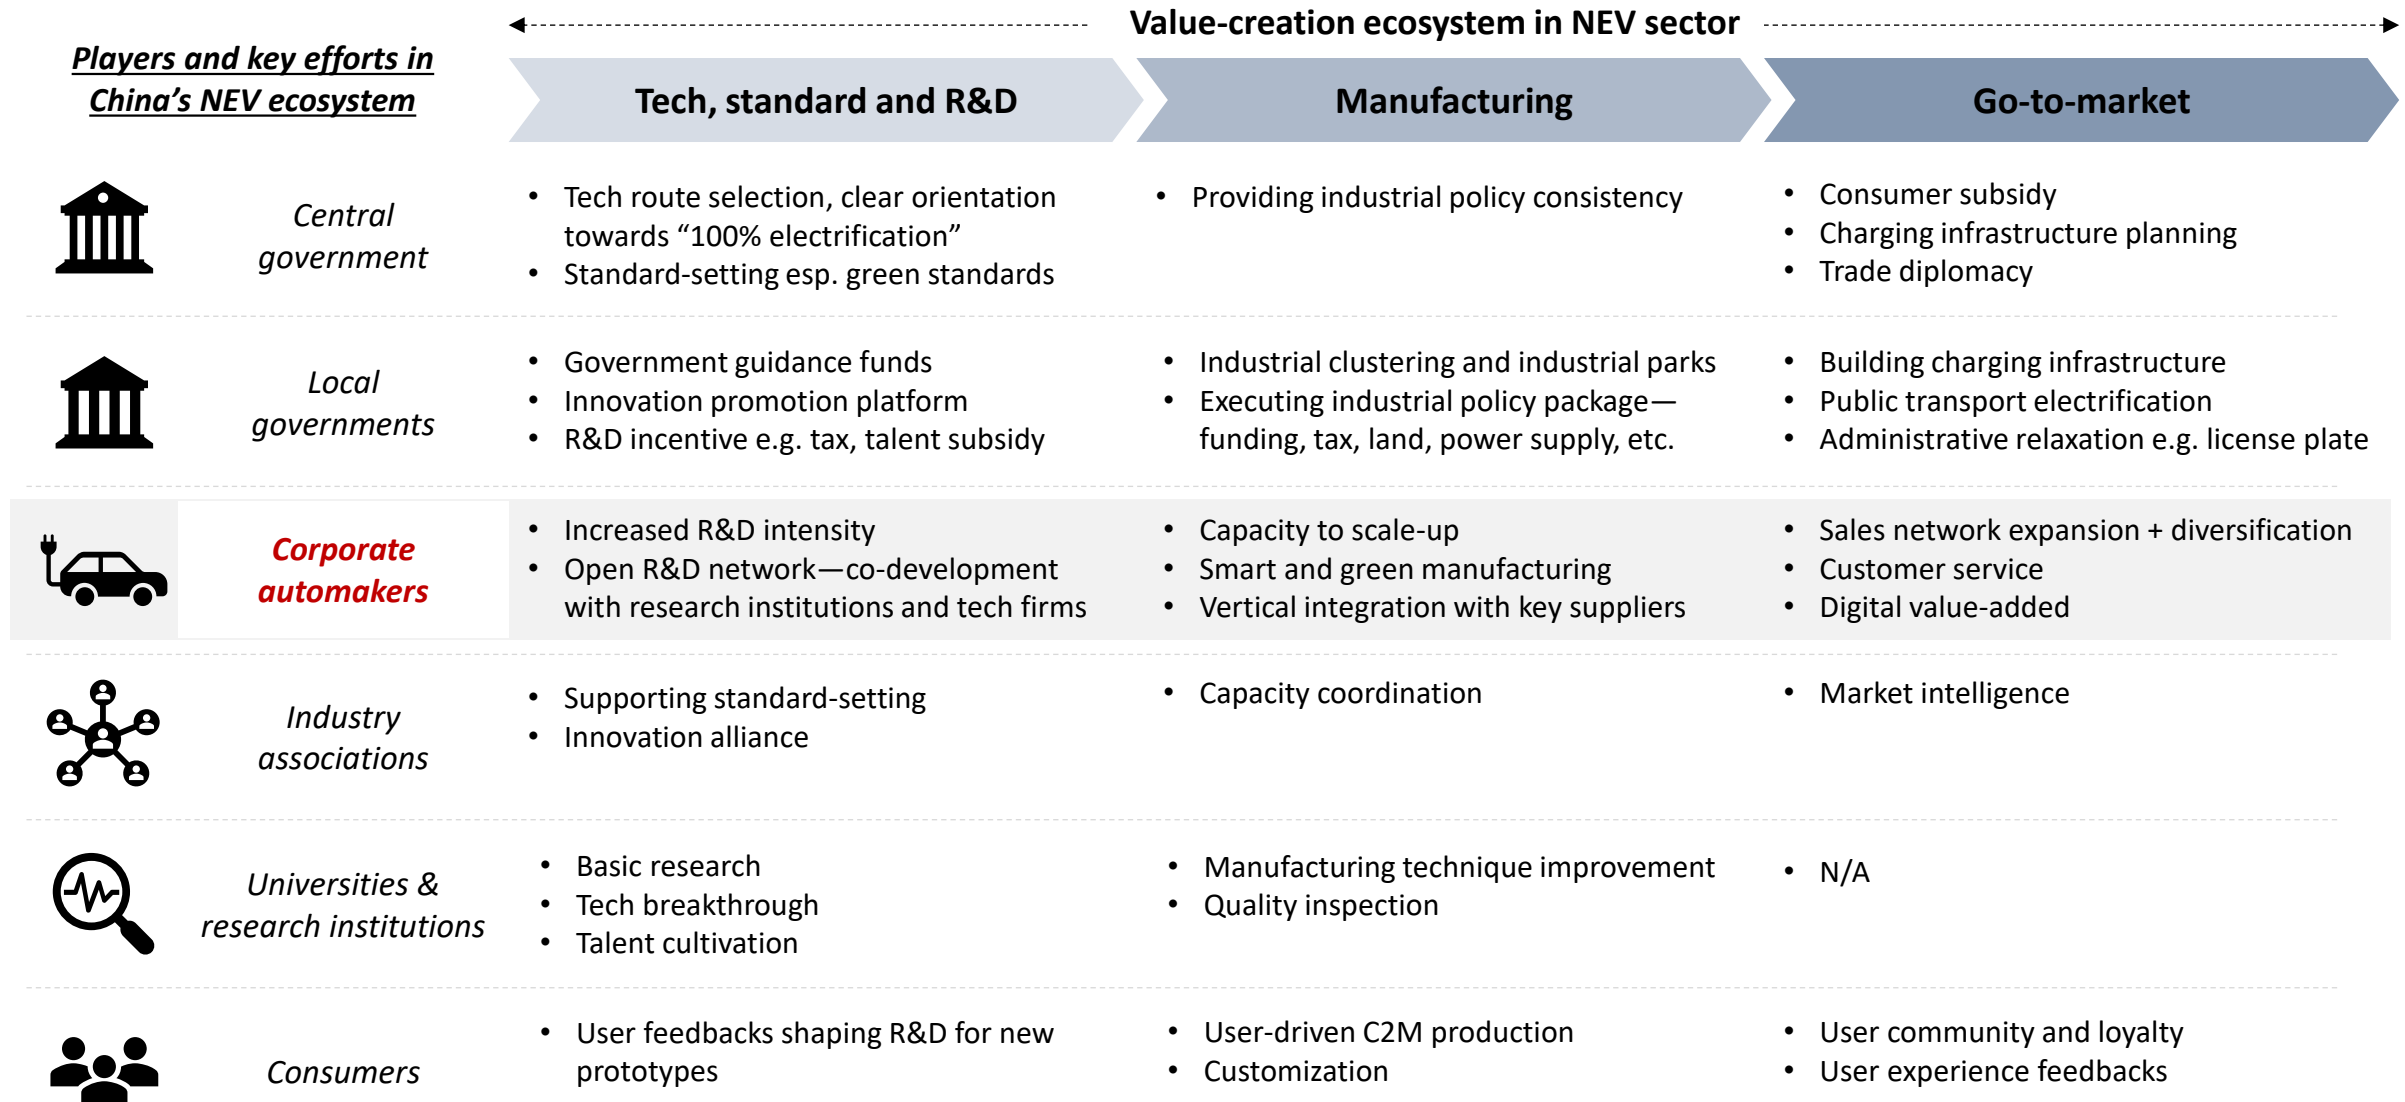 Value-creation ecosystem in NEV sector
Players and key efforts in
China’s NEV ecosystem
Tech, standard and R&D
Manufacturing
Go-to-market
Central
government
• Tech route selection, clear orientation
towards “100% electrification”
• Standard-setting esp. green standards
• Providing industrial policy consistency
• Consumer subsidy
• Charging infrastructure planning
• Trade diplomacy
Local
governments
• Government guidance funds
• Innovation promotion platform
• R&D incentive e.g. tax, talent subsidy
• Industrial clustering and industrial parks
• Executing industrial policy package—
funding, tax, land, power supply, etc.
• Building charging infrastructure
• Public transport electrification
• Administrative relaxation e.g. license plate
Corporate
automakers
• Increased R&D intensity
• Open R&D network—co-development
with research institutions and tech firms
• Capacity to scale-up
• Smart and green manufacturing
• Vertical integration with key suppliers
• Sales network expansion + diversification
• Customer service
• Digital value-added
Industry
associations
• Supporting standard-setting
• Innovation alliance
• Capacity coordination
• Market intelligence
Universities &
research institutions
• Basic research
• Tech breakthrough
• Talent cultivation
• Manufacturing technique improvement
• Quality inspection
• N/A
Consumers
• User feedbacks shaping R&D for new
prototypes
• User-driven C2M production
• Customization
• User community and loyalty
• User experience feedbacks